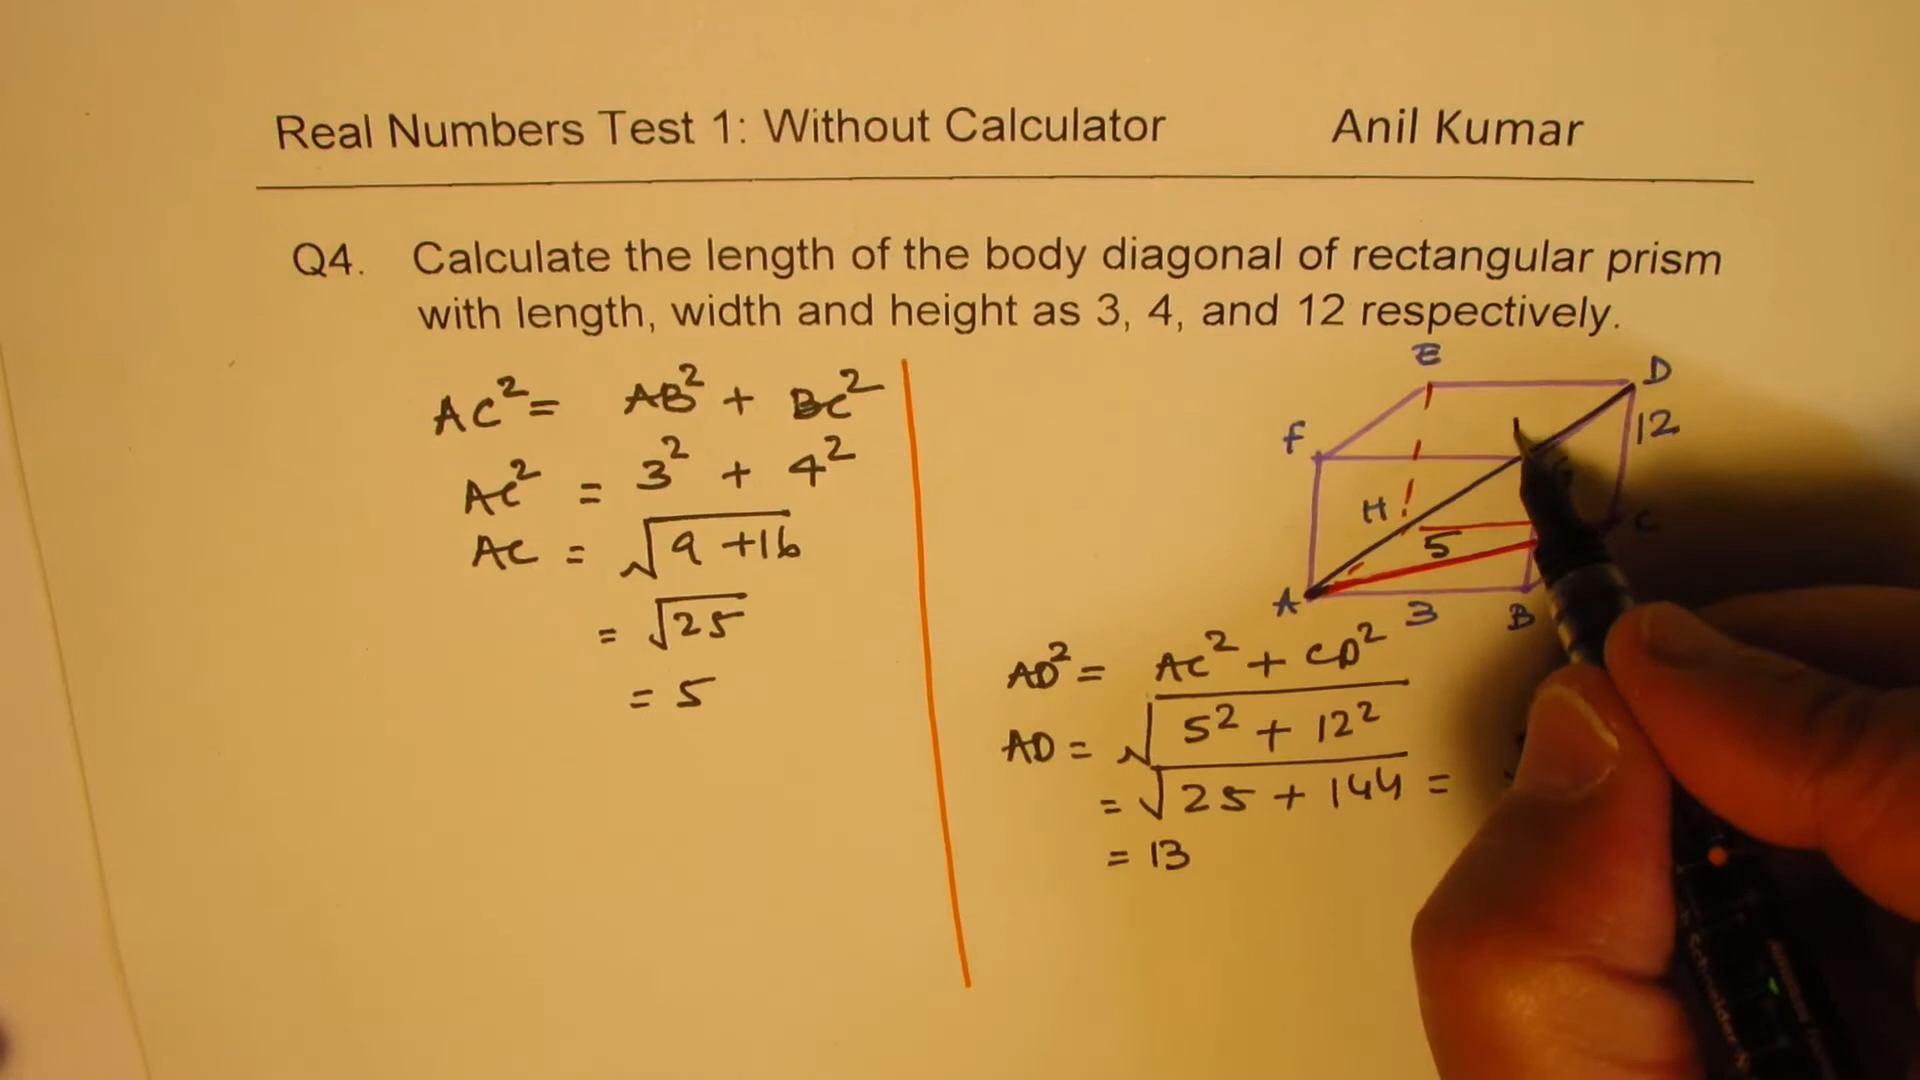 Real Numbers Test 1: Without Calculator Anil Kumar
Q4. Calculate the length of the body diagonal of rectangular prism
with length, width and height as 3, 4, and 12 respectively.
AC² = AB² + BC²
AC² = 3² + 4²
AC = √9+16
= √25
= 5
E
D
F
12
H
C
5
A
3
B
AD² = AC² + CD²
AD = √5² + 12²
= √25 + 144 =
= 13
Schneider